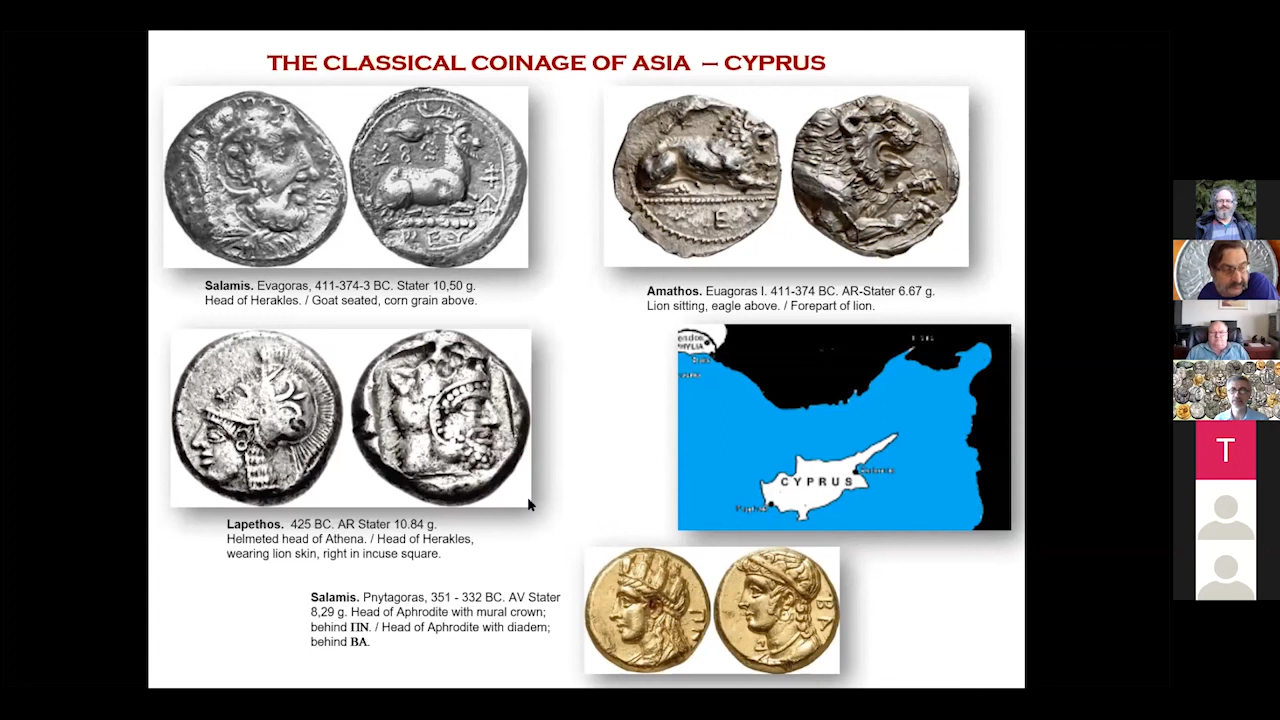 THE CLASSICAL COINAGE OF ASIA – CYPRUS
Salamis. Evagoras, 411-374-3 BC. Stater 10,50 g.
Head of Herakles. / Goat seated, corn grain above.
Amathos. Euagoras I. 411-374 BC. AR-Stater 6.67 g.
Lion sitting, eagle above. / Forepart of lion.
E
Lapethos. 425 BC. AR Stater 10.84 g.
Helmeted head of Athena. / Head of Herakles,
wearing lion skin, right in incuse square.
CYPRUS
Salamis. Pnytagoras, 351 - 332 BC. AV Stater
8,29 g. Head of Aphrodite with mural crown;
behind ΠΝ. / Head of Aphrodite with diadem;
behind BA.
ΠΝ
BA
T